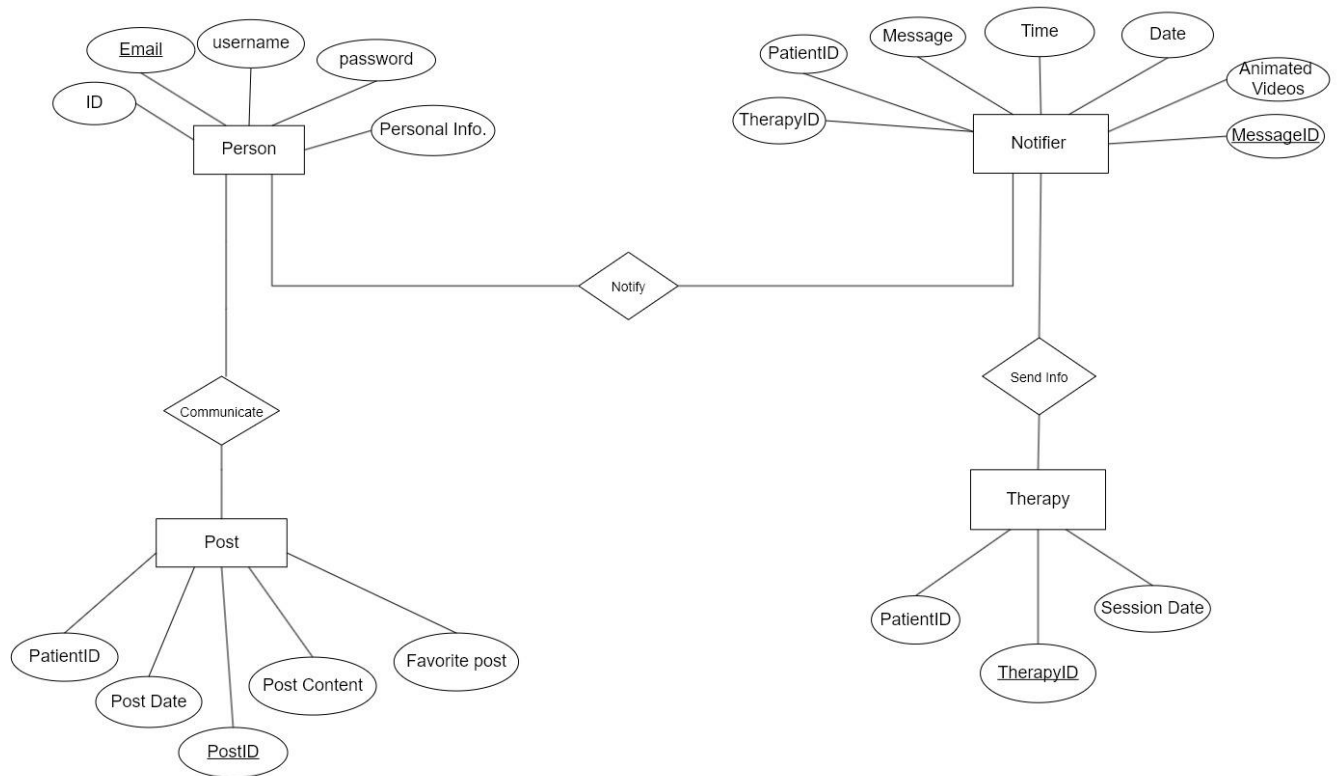 Email
username
password
ID
Personal Info.
Person
PatientID
Message
Time
Date
Animated
Videos
TherapyID
MessageID
Notifier
Notify
Communicate
Send Info
Post
Therapy
PatientID
Post Date
PostID
Post Content
Favorite post
PatientID
TherapyID
Session Date